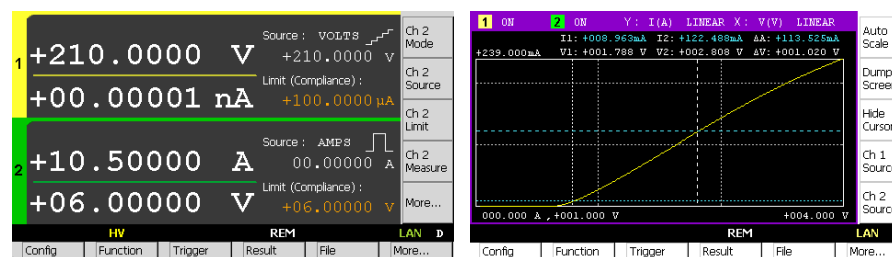 Source : VOLTS
1 +210.0000 V +210.0000 V
Limit (Compliance) :
+00.00001 nA +100.0000 µA
Source : AMPS
2 +10.50000 A 00.00000 A
Limit (Compliance) :
+06.00000 V +06.00000 V
Ch 2
Mode
Ch 2
Source
Ch 2
Limit
Ch 2
Measure
More...
HV REM LAN D
Config Function Trigger Result File More...
1 ON 2 ON Y: I(A) LINEAR X: V(V) LINEAR
I1: +008.963mA I2: +122.488mA ΔA: +113.525mA
+239.000mA V1: +001.788 V V2: +002.808 V ΔV: +001.020 V
000.000 A ,+001.000 V +004.000 V
Auto
Scale
Dump
Screen
Hide
Cursor
Ch 1
Sourc
Ch 2
Sourc
REM LAN
Config Function Trigger Result File More...